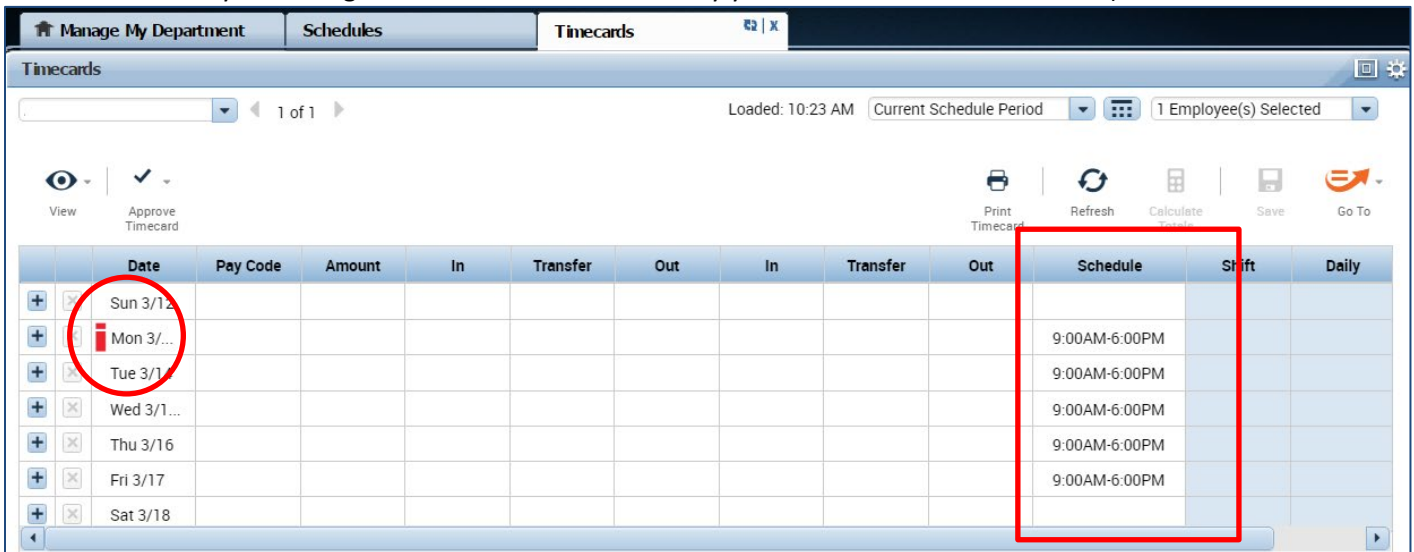 Manage My Department Schedules Timecards X
Timecards
1 of 1 Loaded: 10:23 AM Current Schedule Period 1 Employee(s) Selected
View Approve Timecard Print Timecard Refresh Calculate Totals Save Go To
Date Pay Code Amount In Transfer Out In Transfer Out Schedule Shift Daily
Sun 3/12
Mon 3/... 9:00AM-6:00PM
Tue 3/14 9:00AM-6:00PM
Wed 3/1... 9:00AM-6:00PM
Thu 3/16 9:00AM-6:00PM
Fri 3/17 9:00AM-6:00PM
Sat 3/18